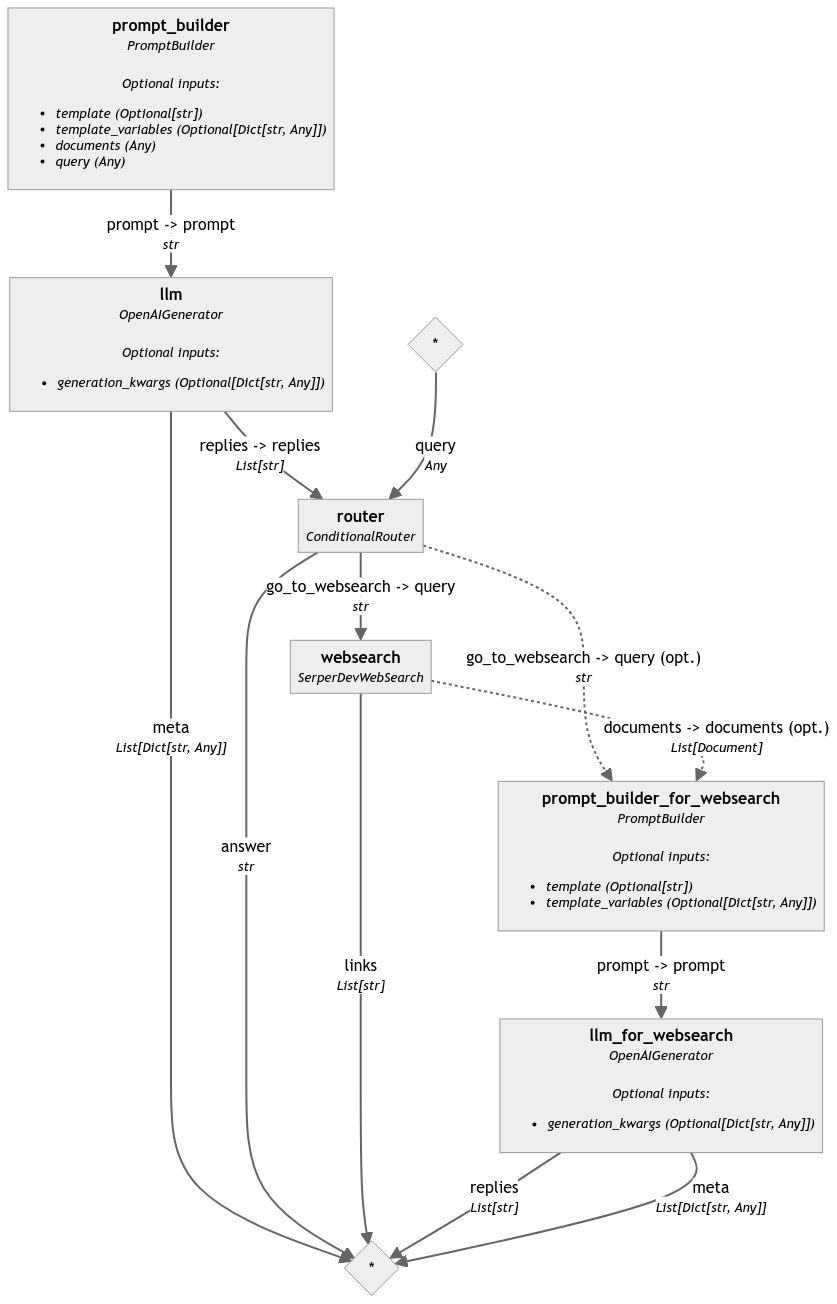 prompt_builder
PromptBuilder
Optional inputs:
• template (Optional[str])
• template_variables (Optional[Dict[str, Any]])
• documents (Any)
• query (Any)
prompt -> prompt
str
llm
OpenAIGenerator
Optional inputs:
• generation_kwargs (Optional[Dict[str, Any]])
*
replies -> replies
List[str]
query
Any
router
ConditionalRouter
go_to_websearch -> query
str
websearch
SerperDevWebSearch
go_to_websearch -> query (opt.)
str
meta
List[Dict[str, Any]]
documents -> documents (opt.)
List[Document]
prompt_builder_for_websearch
PromptBuilder
Optional inputs:
• template (Optional[str])
• template_variables (Optional[Dict[str, Any]])
answer
str
links
List[str]
prompt -> prompt
str
llm_for_websearch
OpenAIGenerator
Optional inputs:
• generation_kwargs (Optional[Dict[str, Any]])
replies
List[str]
meta
List[Dict[str, Any]]
*